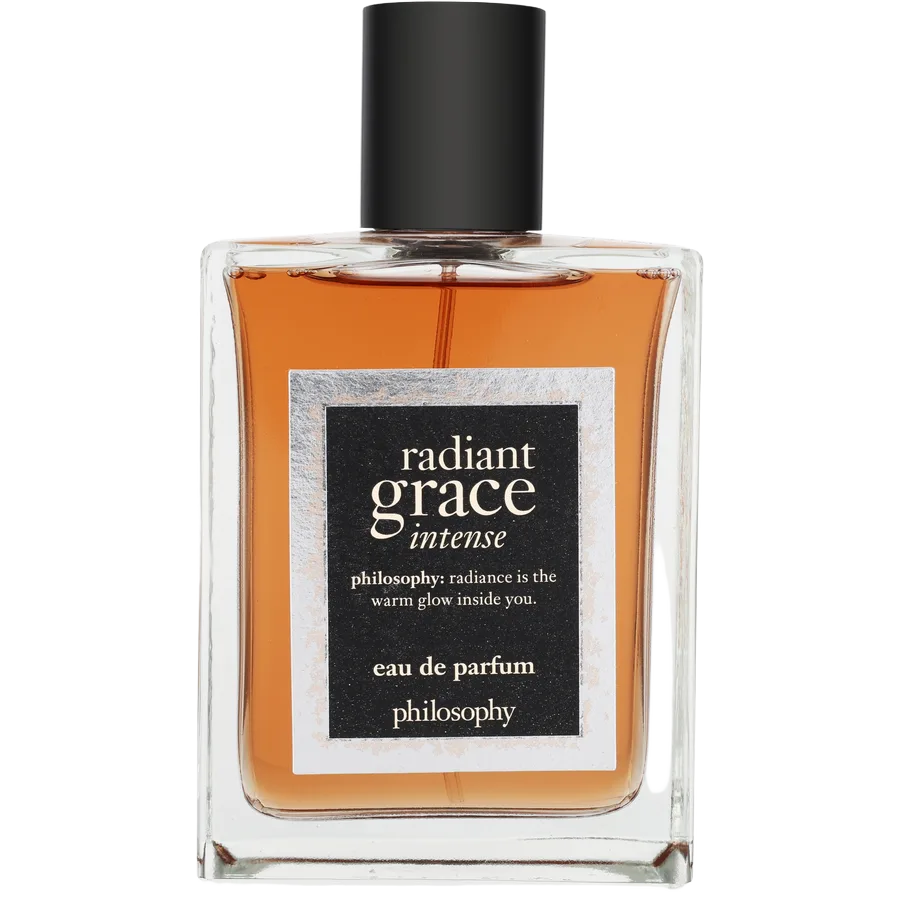 radiant
grace
intense
philosophy: radiance is the
warm glow inside you.
eau de parfum
philosophy